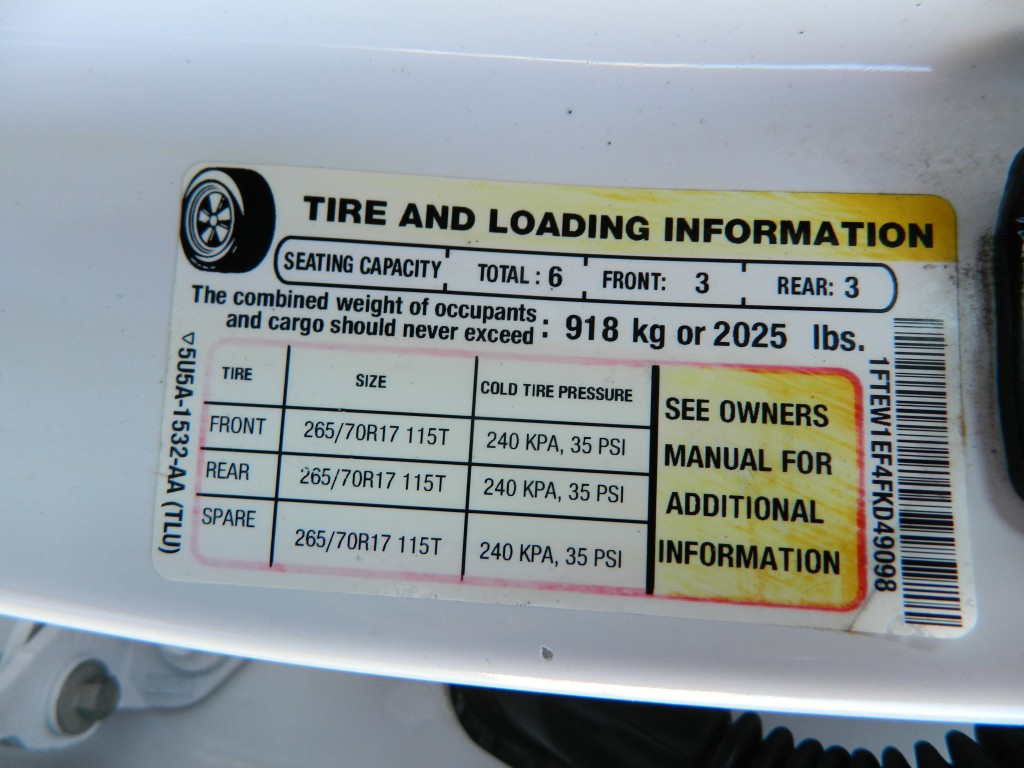 TIRE AND LOADING INFORMATION
SEATING CAPACITY TOTAL : 6 FRONT: 3 REAR: 3
The combined weight of occupants
and cargo should never exceed : 918 kg or 2025 lbs.
TIRE SIZE COLD TIRE PRESSURE
FRONT 265/70R17 115T 240 KPA, 35 PSI
REAR 265/70R17 115T 240 KPA, 35 PSI
SPARE 265/70R17 115T 240 KPA, 35 PSI
SEE OWNERS
MANUAL FOR
ADDITIONAL
INFORMATION
5U5A-1532-AA (TLU)
1FTEW1EF4FKD49098